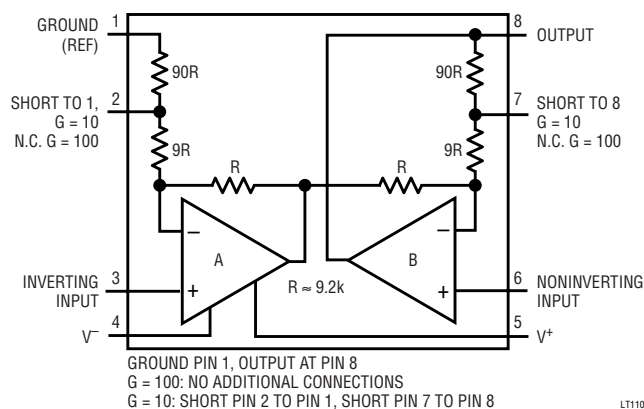 GROUND
(REF)
1
8
OUTPUT
90R
90R
SHORT TO 1,
G = 10
N.C. G = 100
2
7
SHORT TO 8
G = 10
N.C. G = 100
9R
9R
R
R
–
–
A
B
+
+
R ≈ 9.2k
INVERTING
INPUT
3
6
NONINVERTING
INPUT
V–
4
5
V+
GROUND PIN 1, OUTPUT AT PIN 8
G = 100: NO ADDITIONAL CONNECTIONS
G = 10: SHORT PIN 2 TO PIN 1, SHORT PIN 7 TO PIN 8
LT110